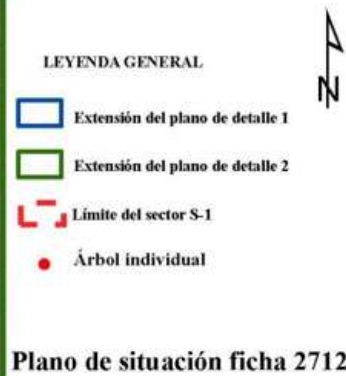 N
LEYENDA GENERAL
Extensión del plano de detalle 1
Extensión del plano de detalle 2
Límite del sector S-1
Árbol individual
Plano de situación ficha 2712